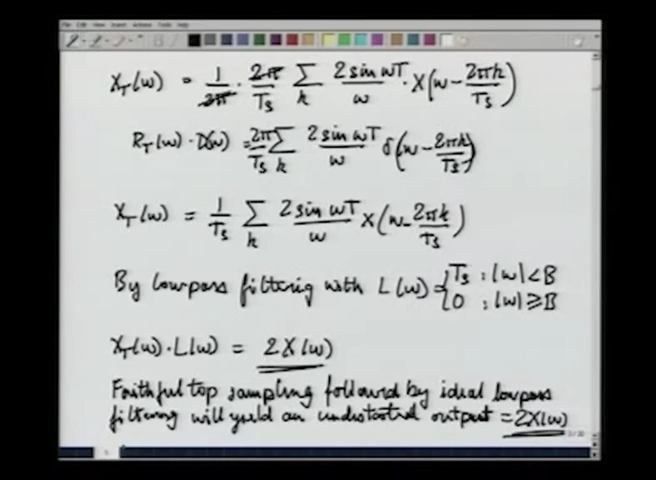 X_T(ω) = 1/2π · 2π/T_s Σ_k 2 sin ωT/ω · X(ω − 2πk/T_s)
R_T(ω) · D(ω) = 2π/T_s Σ_k 2 sin ωT/ω δ(ω − 2πk/T_s)
X_T(ω) = 1/T_s Σ_k 2 sin ωT/ω X(ω − 2πk/T_s)
By lowpass filtering with L(ω) = { T_s : |ω| < B
0 : |ω| ≥ B
X_T(ω) · L(ω) = 2X(ω)
Faithful top sampling followed by ideal lowpass
filtering will yield an undistorted output = 2X(ω)